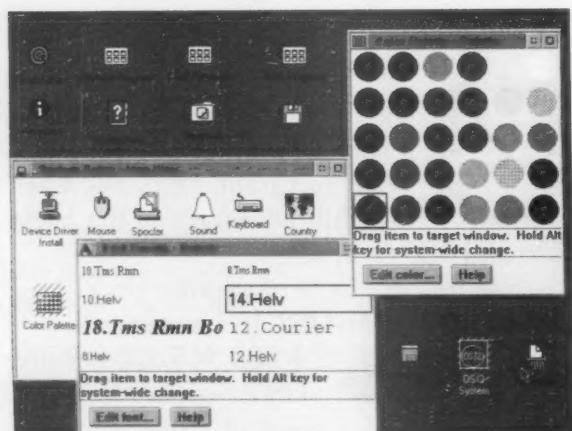 Device Driver Install
Mouse
Spooler
Sound
Keyboard
Country
Color Palette
18.Tms Rmn
8.Tms Rmn
10.Helv
14.Helv
18.Tms Rmn Bo
12.Courier
8.Helv
12.Helv
Drag item to target window. Hold Alt key for
system-wide change.
Edit font...
Help
Drag item to target window. Hold Alt
key for system-wide change.
Edit color...
Help
OS/2
System